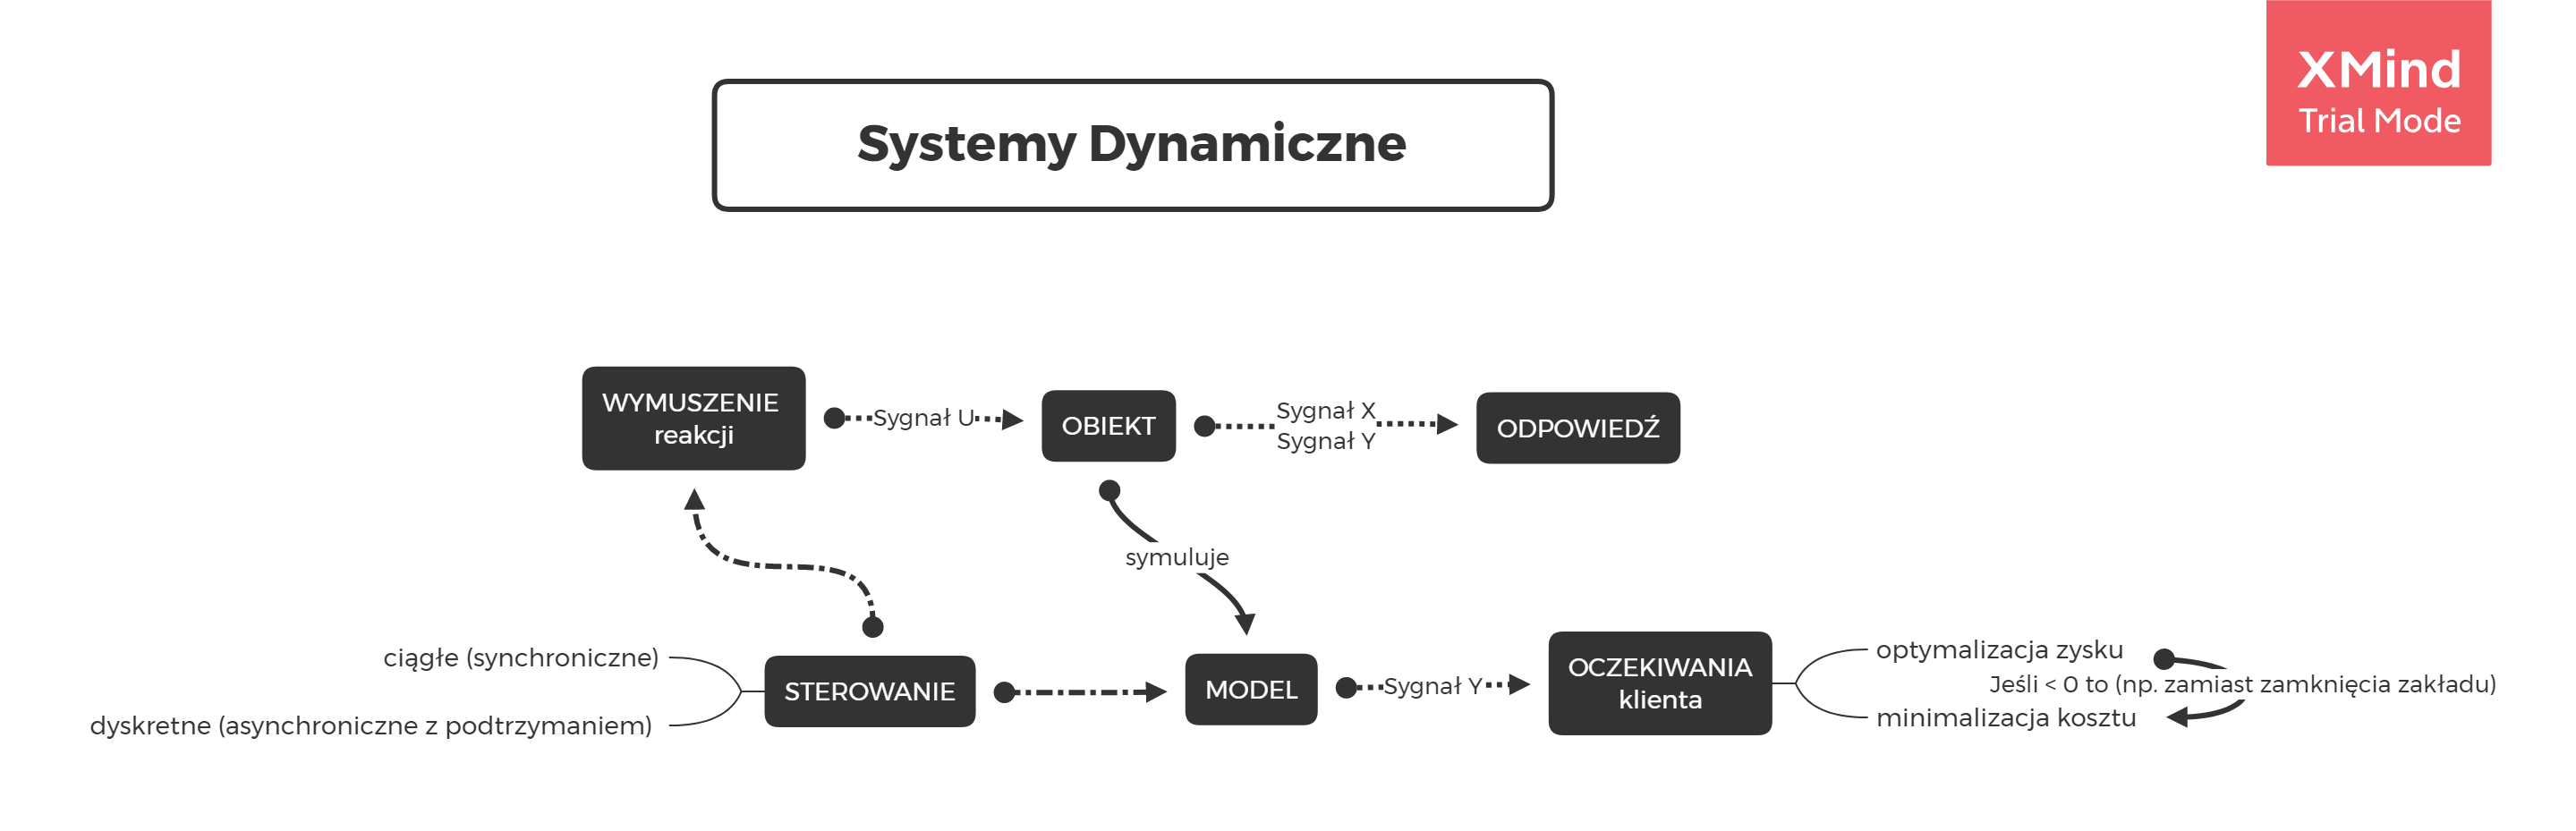 XMind
Trial Mode
Systemy Dynamiczne
WYMUSZENIE
reakcji
Sygnał U
OBIEKT
Sygnał X
Sygnał Y
ODPOWIEDŹ
symuluje
ciągłe (synchroniczne)
dyskretne (asynchroniczne z podtrzymaniem)
STEROWANIE
MODEL
Sygnał Y
OCZEKIWANIA
klienta
optymalizacja zysku
Jeśli < 0 to (np. zamiast zamknięcia zakładu)
minimalizacja kosztu